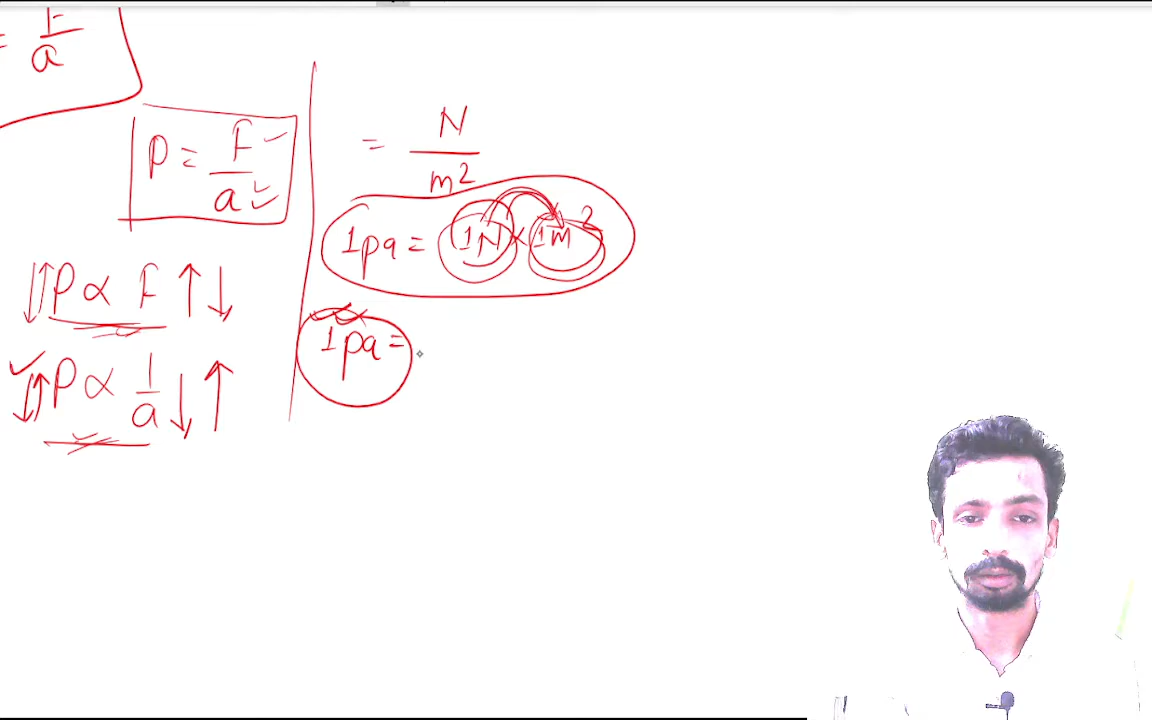 = F/a
P = F/a
P ∝ F
P ∝ 1/a
= N/m²
1pa = 1N × 1m²
1pa =